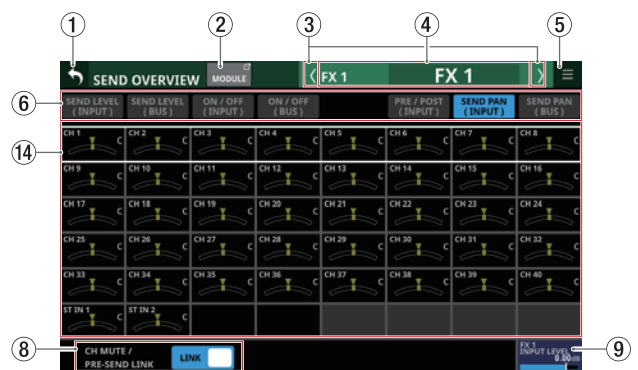 1 2 3 4 5
SEND OVERVIEW MODULE FX 1 FX 1
6
SEND LEVEL (INPUT) SEND LEVEL (BUS) ON / OFF (INPUT) ON / OFF (BUS) PRE / POST (INPUT) SEND PAN (INPUT) SEND PAN (BUS)
14
CH 1 C CH 2 C CH 3 C CH 4 C CH 5 C CH 6 C CH 7 C CH 8 C
CH 9 C CH 10 C CH 11 C CH 12 C CH 13 C CH 14 C CH 15 C CH 16 C
CH 17 C CH 18 C CH 19 C CH 20 C CH 21 C CH 22 C CH 23 C CH 24 C
CH 25 C CH 26 C CH 27 C CH 28 C CH 29 C CH 30 C CH 31 C CH 32 C
CH 33 C CH 34 C CH 35 C CH 36 C CH 37 C CH 38 C CH 39 C CH 40 C
ST IN 1 C ST IN 2 C
8 CH MUTE / PRE-SEND LINK LINK FX 1 INPUT LEVEL 0.00 dB 9